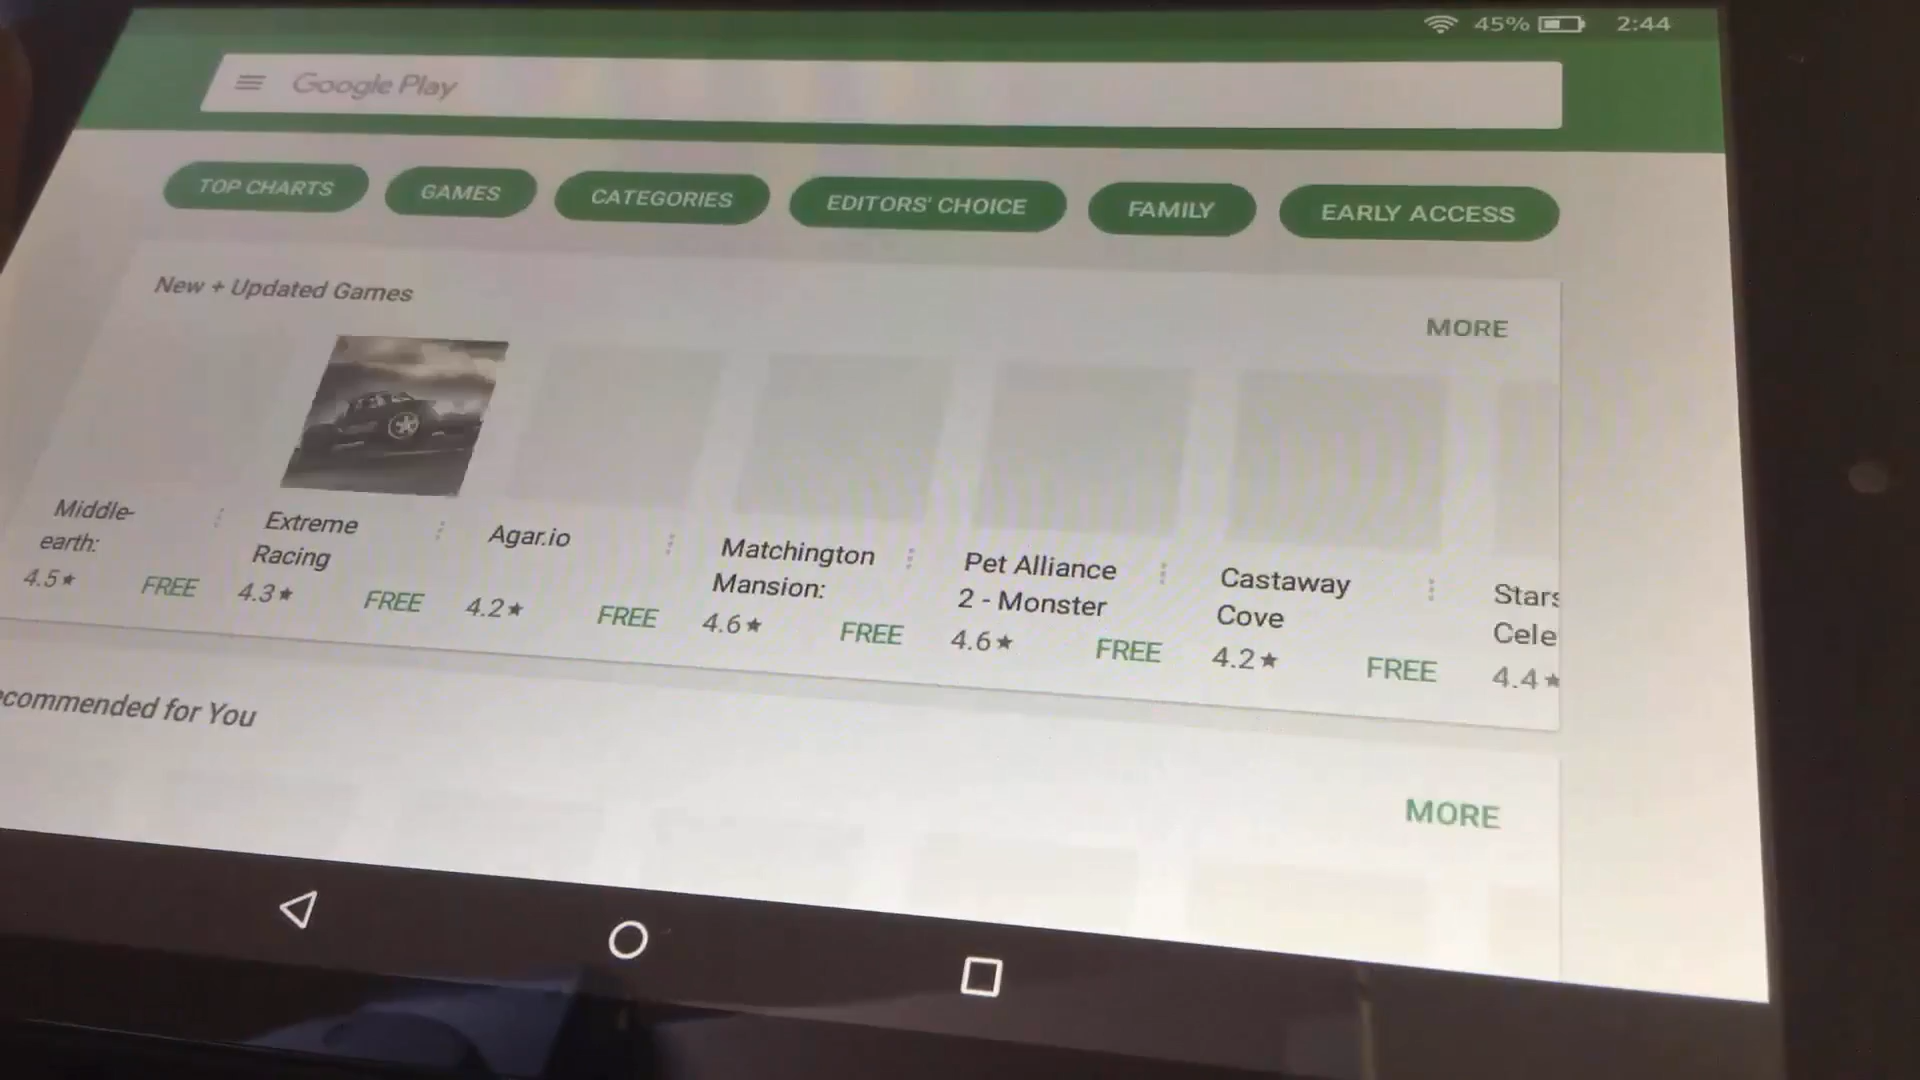 45% 2:44
Google Play
TOP CHARTS GAMES CATEGORIES EDITORS' CHOICE FAMILY EARLY ACCESS
New + Updated Games
MORE
Middle-
earth:
4.5★ FREE
Extreme
Racing
4.3★ FREE
Agar.io
4.2★ FREE
Matchington
Mansion:
4.6★ FREE
Pet Alliance
2 - Monster
4.6★ FREE
Castaway
Cove
4.2★ FREE
Stars
Cele
4.4★
ecommended for You
MORE